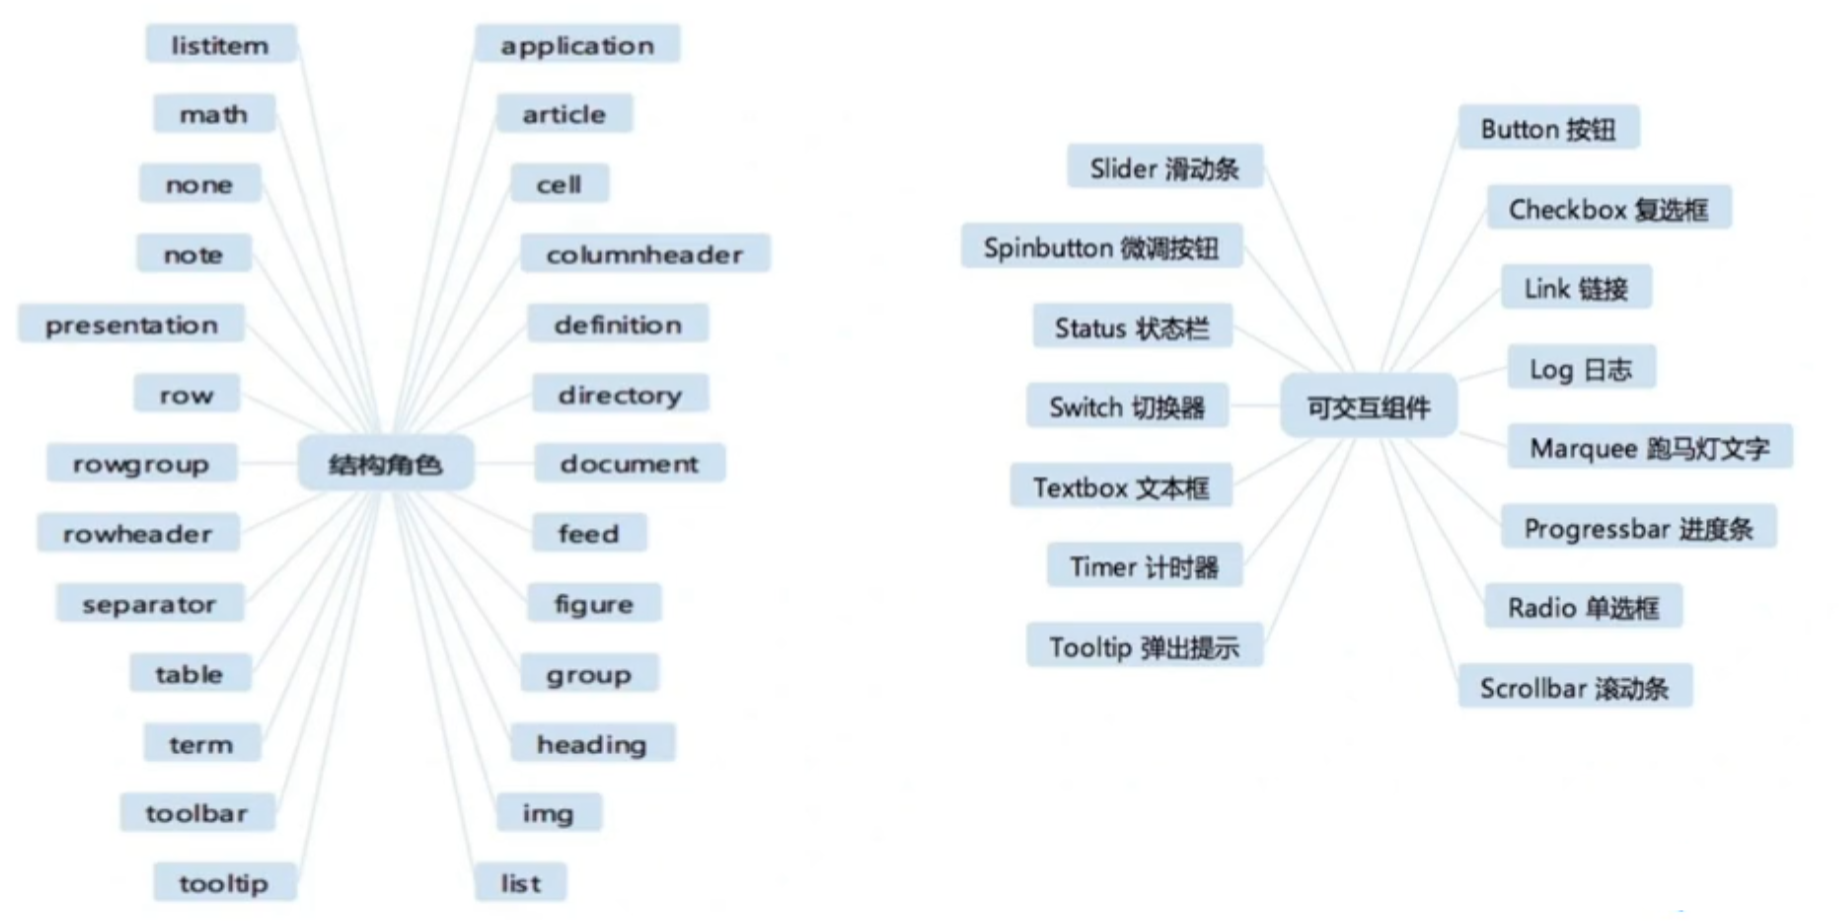 listitem
math
none
note
presentation
row
rowgroup
rowheader
separator
table
term
toolbar
tooltip
结构角色
application
article
cell
columnheader
definition
directory
document
feed
figure
group
heading
img
list
Slider 滑动条
Spinbutton 微调按钮
Status 状态栏
Switch 切换器
Textbox 文本框
Timer 计时器
Tooltip 弹出提示
可交互组件
Button 按钮
Checkbox 复选框
Link 链接
Log 日志
Marquee 跑马灯文字
Progressbar 进度条
Radio 单选框
Scrollbar 滚动条